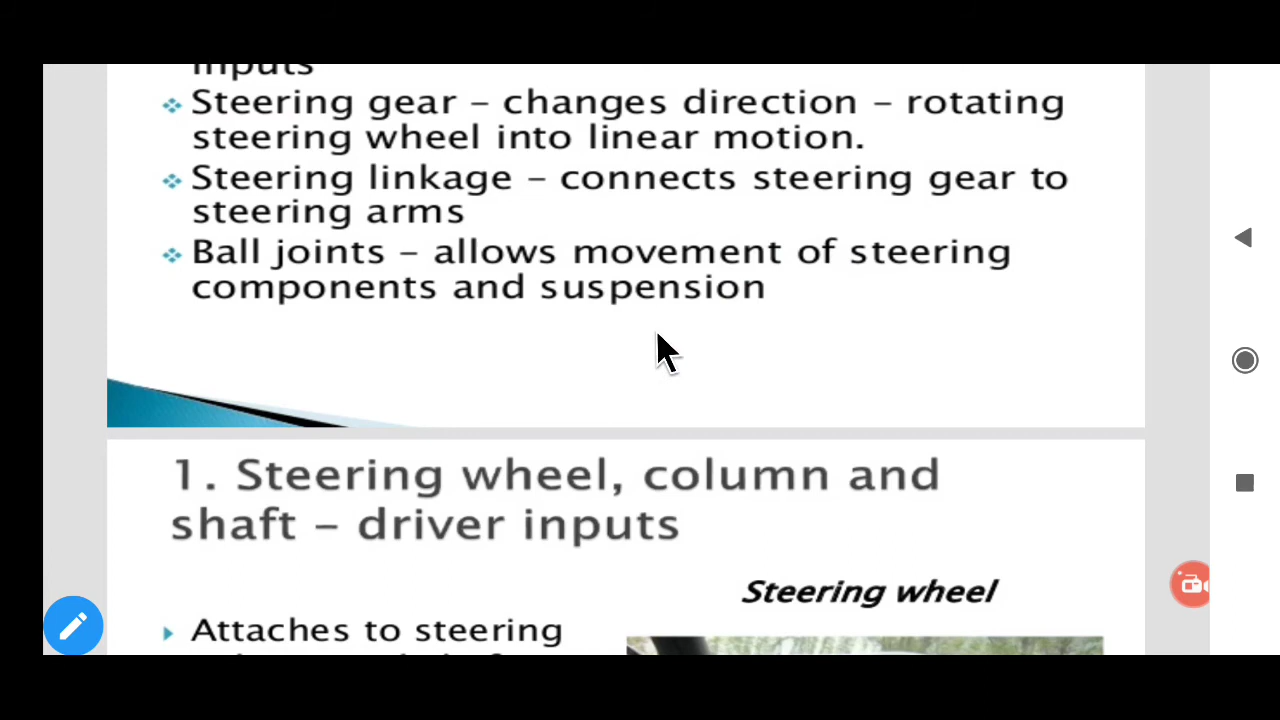 inputs
Steering gear – changes direction – rotating
steering wheel into linear motion.
Steering linkage – connects steering gear to
steering arms
Ball joints – allows movement of steering
components and suspension
1. Steering wheel, column and
shaft – driver inputs
Steering wheel
Attaches to steering